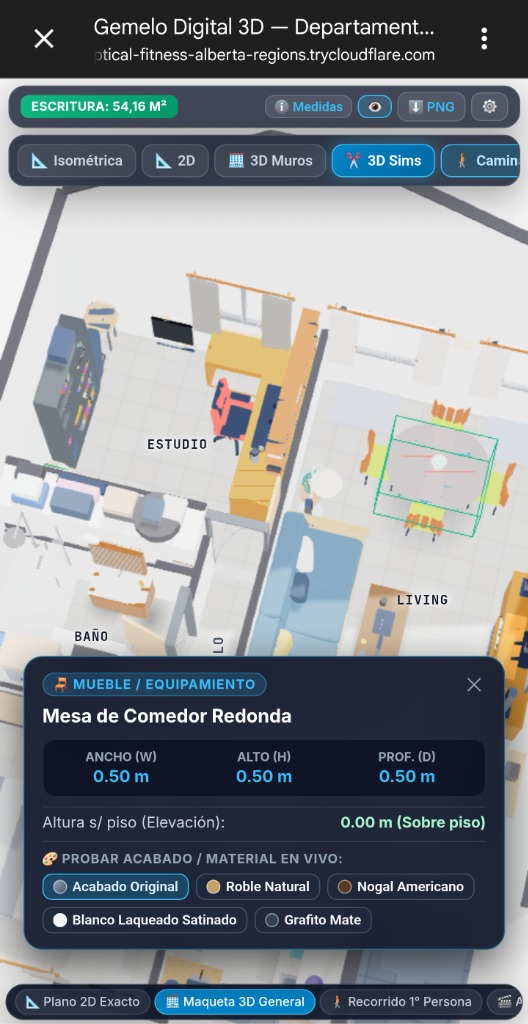 Gemelo Digital 3D — Departament...
ptical-fitness-alberta-regions.trycloudflare.com
ESCRITURA: 54,16 M²
Medidas
PNG
Isométrica
2D
3D Muros
3D Sims
Camin
ESTUDIO
LIVING
BAÑO
LO
MUEBLE / EQUIPAMIENTO
Mesa de Comedor Redonda
ANCHO (W)
ALTO (H)
PROF. (D)
0.50 m
0.50 m
0.50 m
Altura s/ piso (Elevación):
0.00 m (Sobre piso)
PROBAR ACABADO / MATERIAL EN VIVO:
Acabado Original
Roble Natural
Nogal Americano
Blanco Laqueado Satinado
Grafito Mate
Plano 2D Exacto
Maqueta 3D General
Recorrido 1° Persona